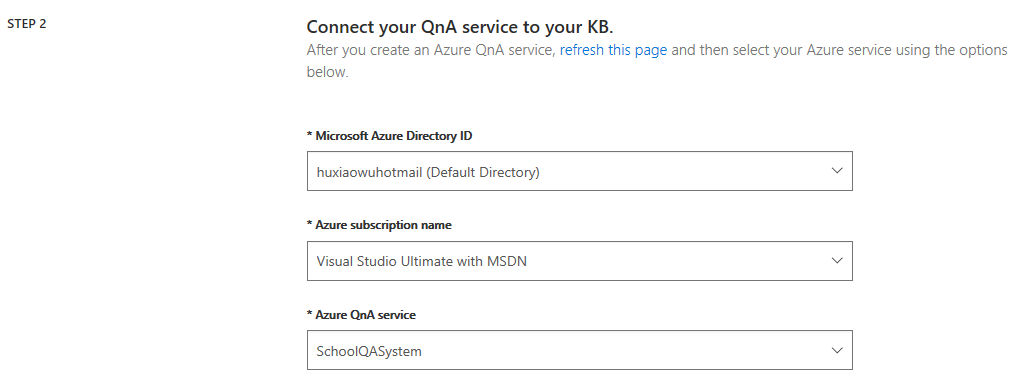 STEP 2
Connect your QnA service to your KB.
After you create an Azure QnA service, refresh this page and then select your Azure service using the options
below.
* Microsoft Azure Directory ID
huxiaowuhotmail (Default Directory)
* Azure subscription name
Visual Studio Ultimate with MSDN
* Azure QnA service
SchoolQASystem